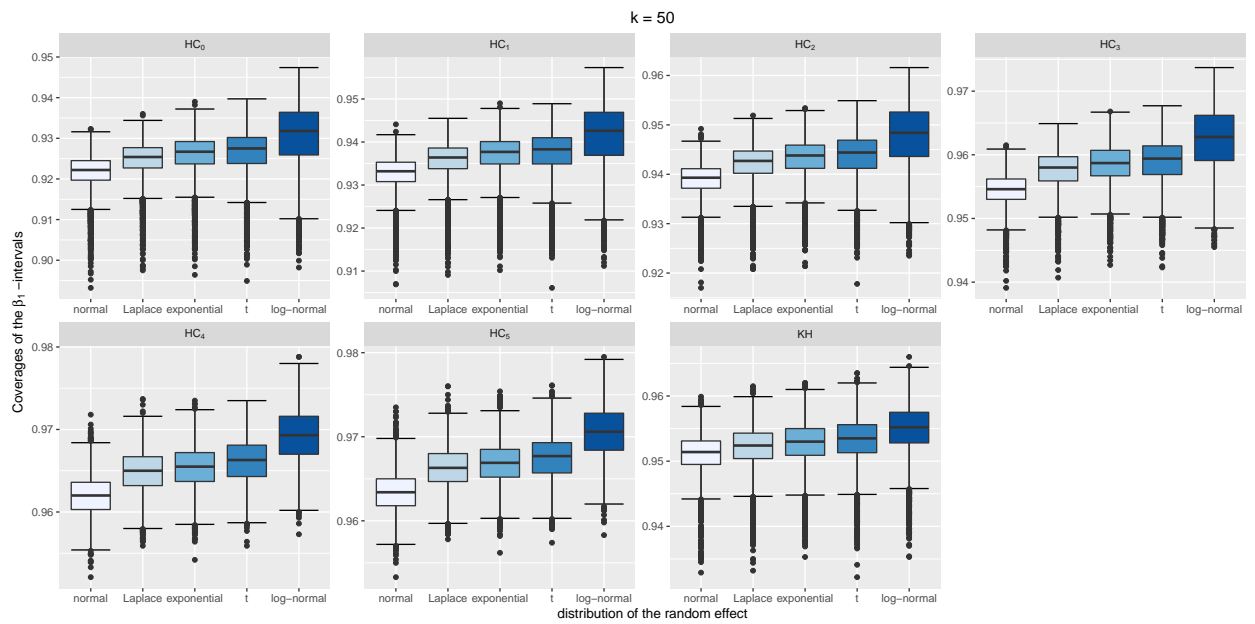 k = 50
Coverages of the β₁ −intervals
HC₀
0.95
0.94
0.93
0.92
0.91
0.90
normal Laplace exponential t log−normal
HC₁
0.95
0.94
0.93
0.92
0.91
normal Laplace exponential t log−normal
HC₂
0.96
0.95
0.94
0.93
0.92
normal Laplace exponential t log−normal
HC₃
0.97
0.96
0.95
0.94
normal Laplace exponential t log−normal
HC₄
0.98
0.97
0.96
normal Laplace exponential t log−normal
HC₅
0.98
0.97
0.96
normal Laplace exponential t log−normal
KH
0.96
0.95
0.94
normal Laplace exponential t log−normal
distribution of the random effect